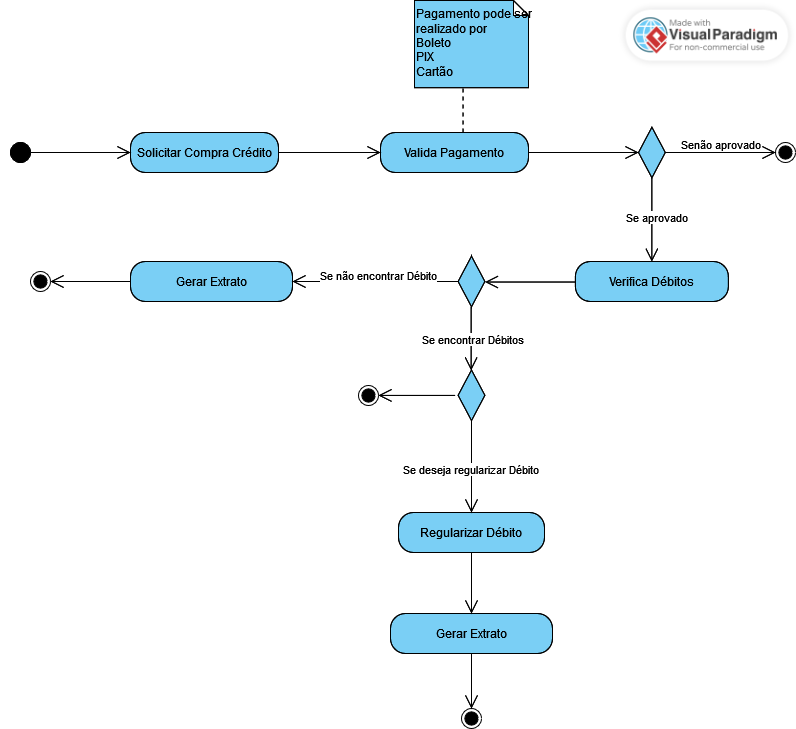 Pagamento pode ser
realizado por
Boleto
PIX
Cartão
Made with
VisualParadigm
For non-commercial use
Solicitar Compra Crédito
Valida Pagamento
Senão aprovado
Se aprovado
Gerar Extrato
Se não encontrar Débito
Verifica Débitos
Se encontrar Débitos
Se deseja regularizar Débito
Regularizar Débito
Gerar Extrato